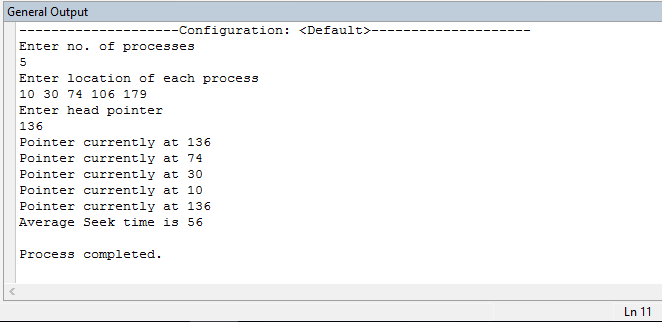 General Output
--------------------Configuration: <Default>--------------------
Enter no. of processes
5
Enter location of each process
10 30 74 106 179
Enter head pointer
136
Pointer currently at 136
Pointer currently at 74
Pointer currently at 30
Pointer currently at 10
Pointer currently at 136
Average Seek time is 56
Process completed.
Ln 11